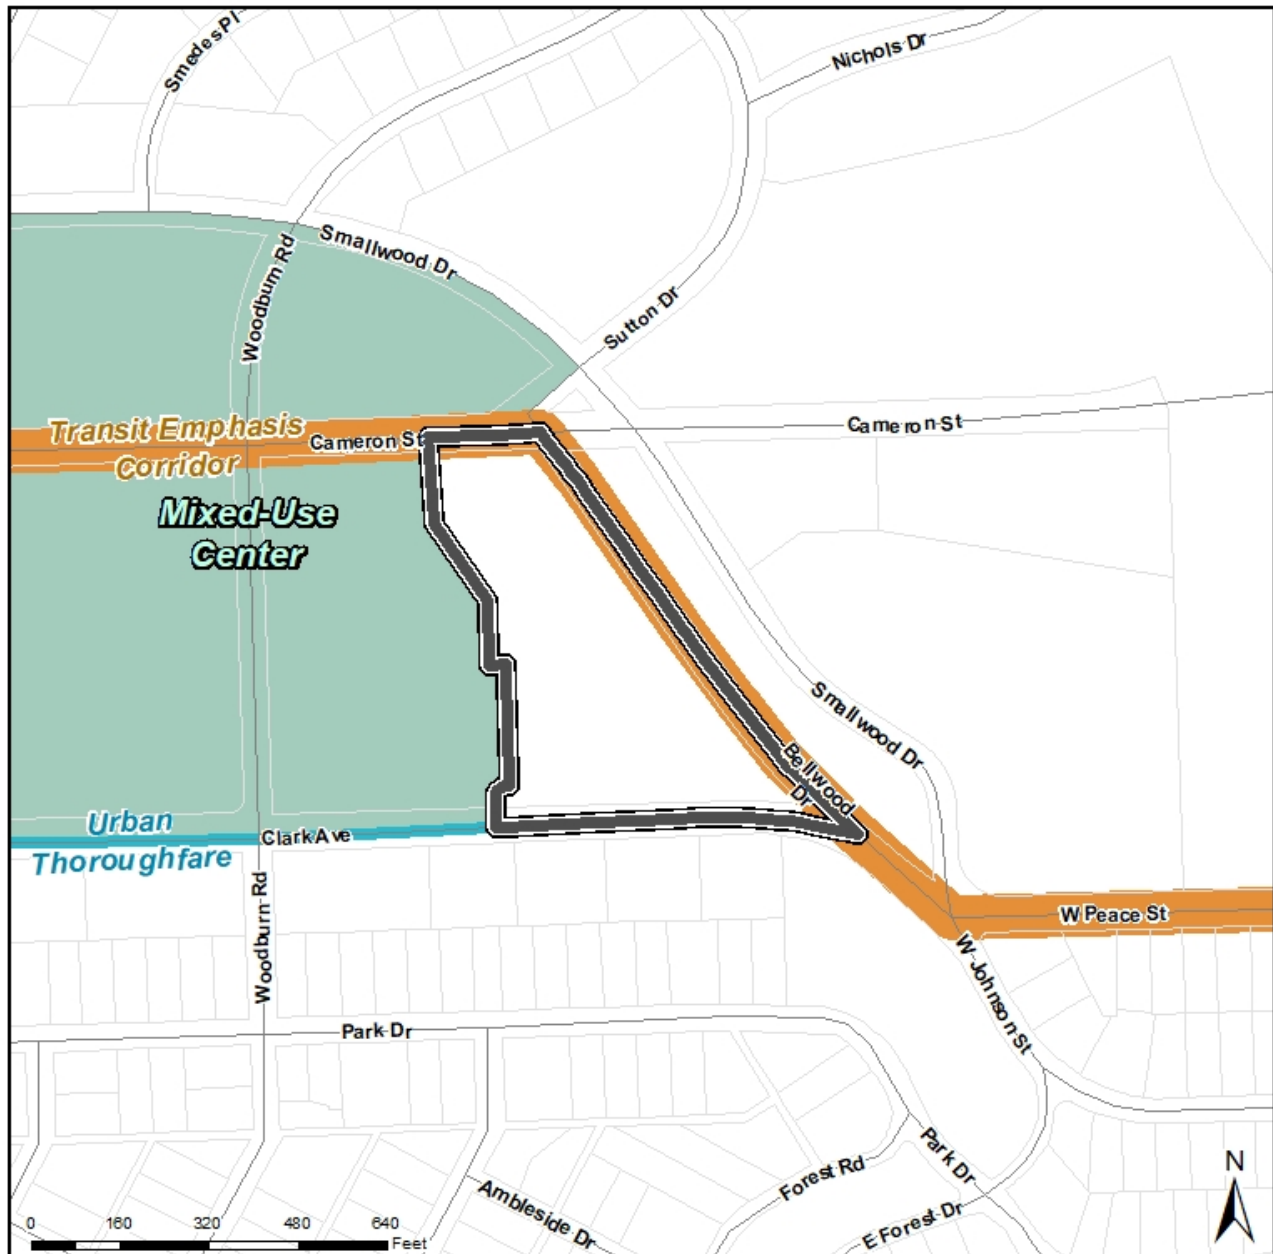 Smedes Pl
Nichols Dr
Woodburn Rd
Smallwood Dr
Sutton Dr
Transit Emphasis
Corridor
Cameron St
Cameron St
Mixed-Use
Center
Smallwood Dr
Bellwood
Dr
Urban
Thoroughfare
Clark Ave
Woodburn Rd
W Peace St
W Johnson St
Park Dr
Park Dr
Forest Rd
Ambleside Dr
E Forest Dr
N
0 160 320 480 640
Feet